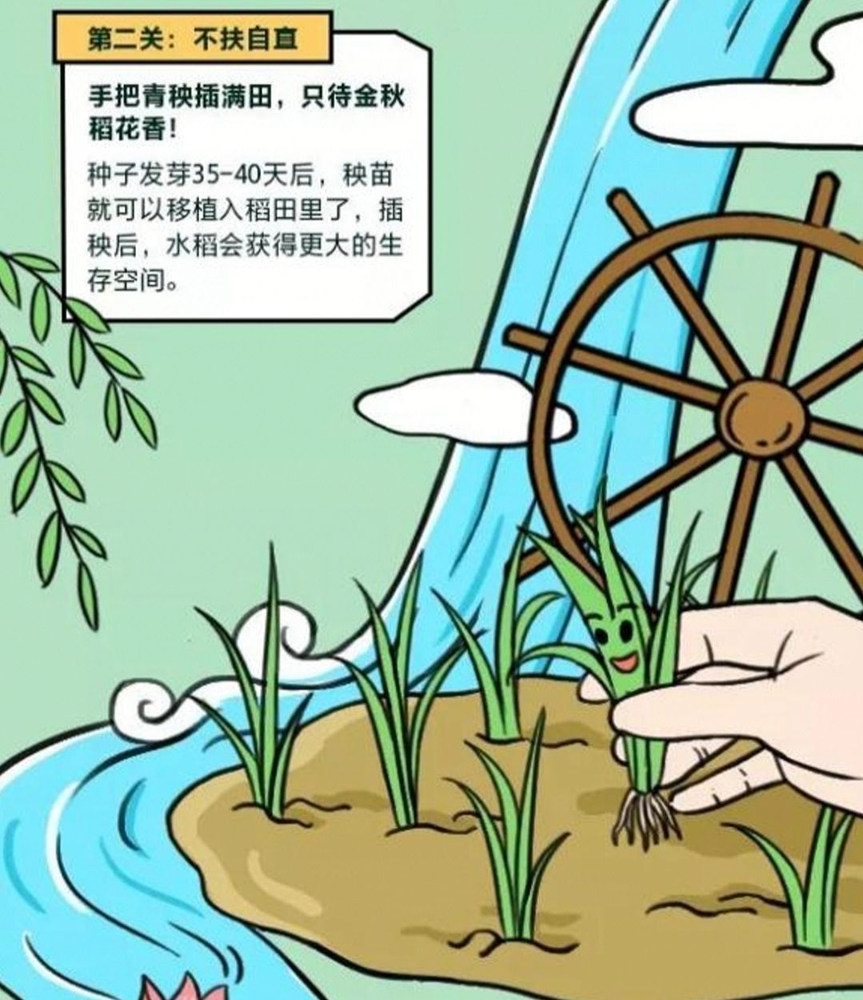 第二关：不扶自直
手把青秧插满田，只待金秋
稻花香！
种子发芽35-40天后，秧苗
就可以移植入稻田里了，插
秧后，水稻会获得更大的生
存空间。